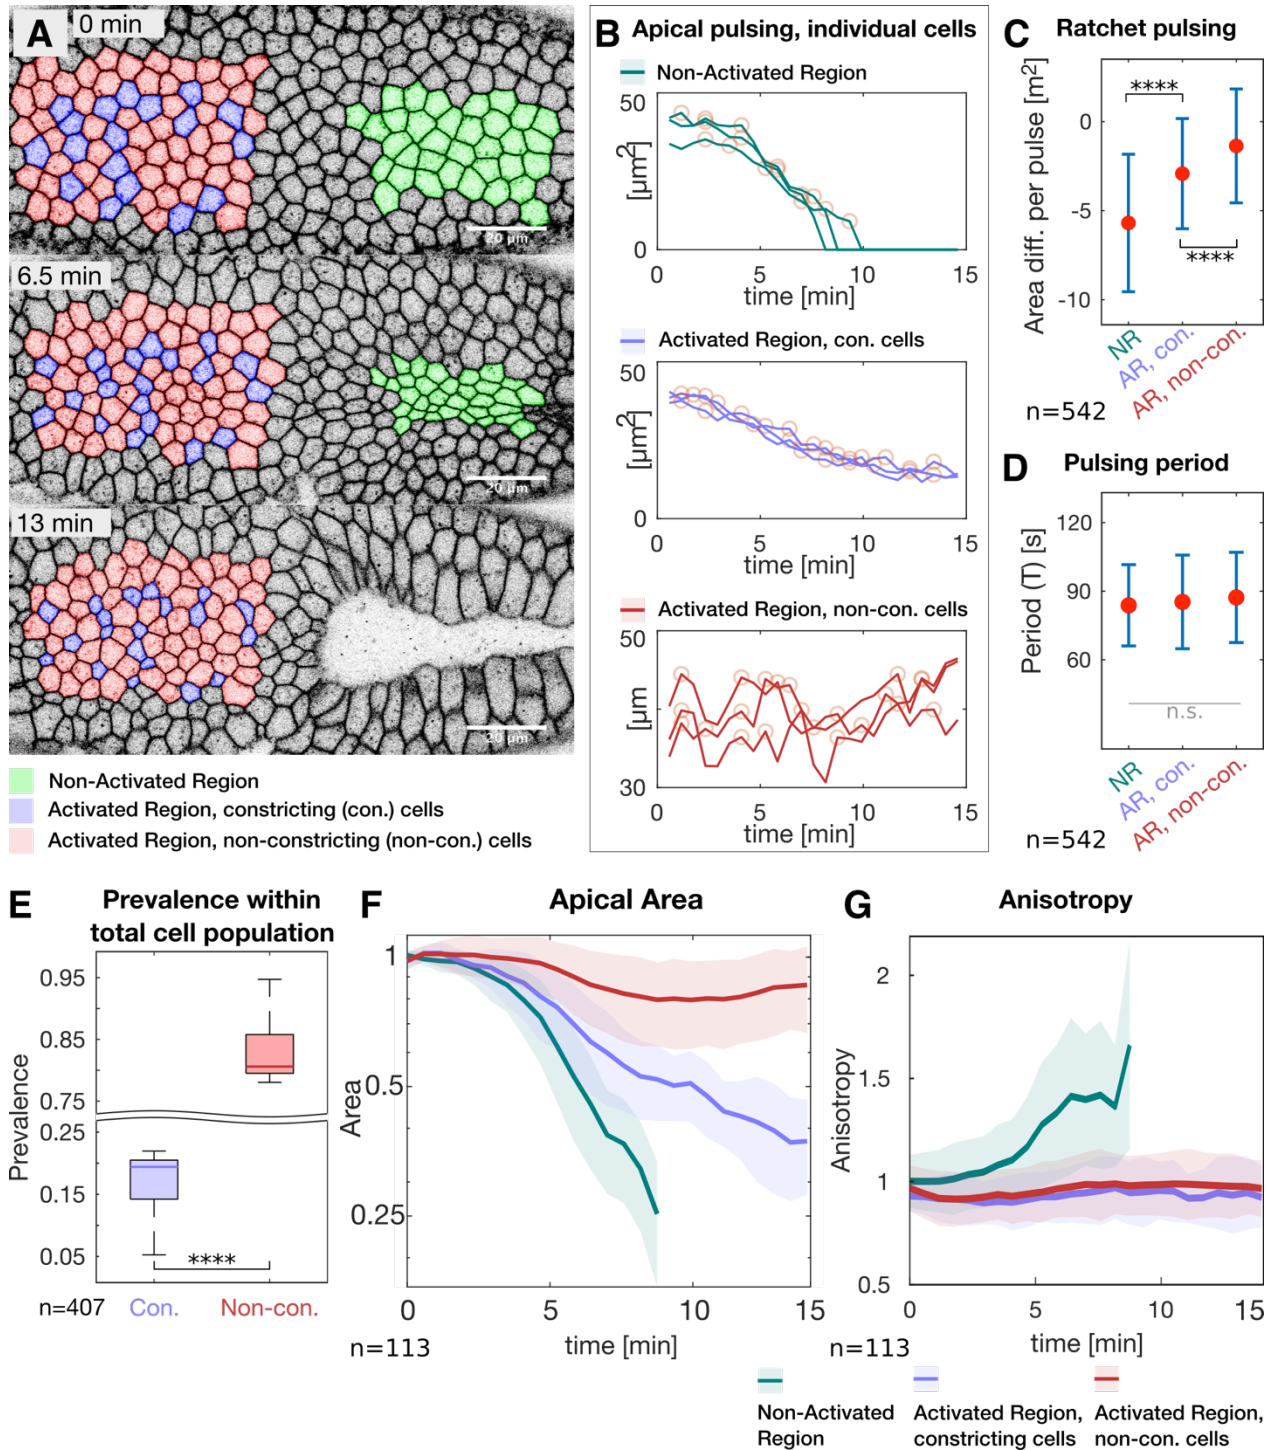 A
0 min
20 µm
6.5 min
20 µm
13 min
20 µm
Non-Activated Region
Activated Region, constricting (con.) cells
Activated Region, non-constricting (non-con.) cells
B Apical pulsing, individual cells
Non-Activated Region
50
[µm²]
0
0 5 10 15
time [min]
Activated Region, con. cells
50
[µm²]
0
0 5 10 15
time [min]
Activated Region, non-con. cells
50
[µm
30
0 5 10 15
time [min]
C Ratchet pulsing
Area diff. per pulse [m²]
0
-5
-10
****
****
NR
AR, con.
AR, non-con.
n=542
D Pulsing period
Period (T) [s]
120
90
60
n.s.
NR
AR, con.
AR, non-con.
n=542
E Prevalence within
total cell population
Prevalence
0.95
0.85
0.75
0.25
0.15
0.05
****
n=407 Con. Non-con.
F Apical Area
Area
1
0.5
0.25
0 5 10 15
time [min]
n=113
G Anisotropy
Anisotropy
2
1.5
1
0.5
0 5 10 15
time [min]
n=113
Non-Activated
Region
Activated Region,
constricting cells
Activated Region,
non-con. cells